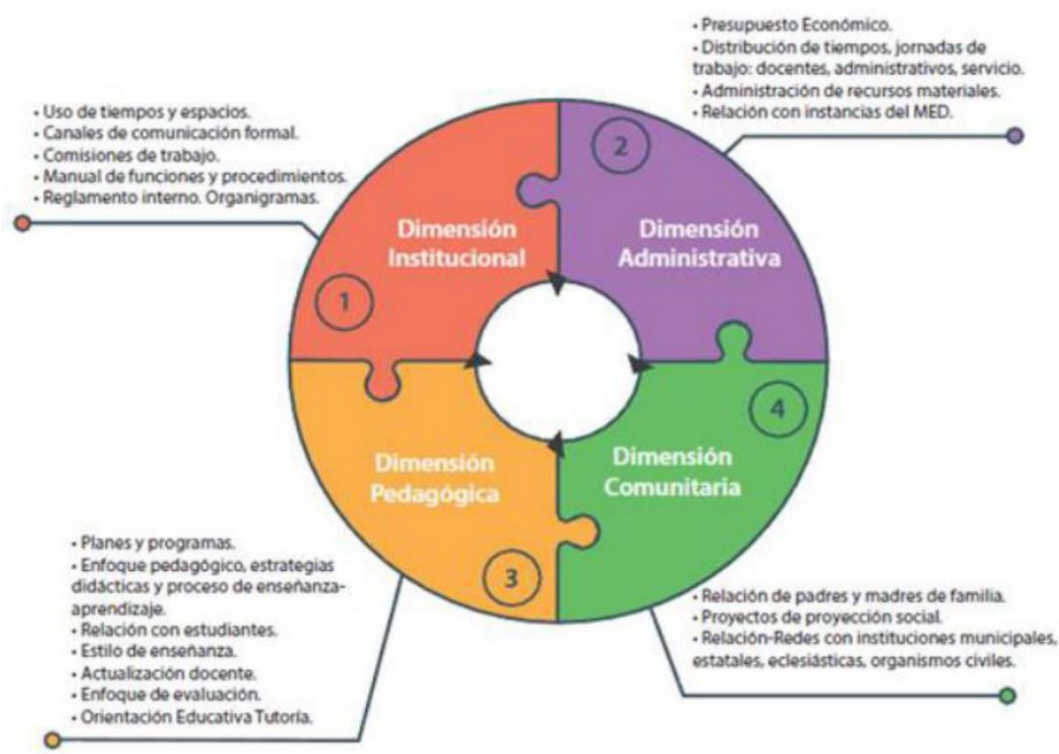 • Uso de tiempos y espacios.
• Canales de comunicación formal.
• Comisiones de trabajo.
• Manual de funciones y procedimientos.
• Reglamento interno. Organigramas.
• Presupuesto Económico.
• Distribución de tiempos, jornadas de
trabajo: docentes, administrativos, servicio.
• Administración de recursos materiales.
• Relación con instancias del MED.
1
Dimensión
Institucional
2
Dimensión
Administrativa
Dimensión
Pedagógica
3
4
Dimensión
Comunitaria
• Planes y programas.
• Enfoque pedagógico, estrategias
didácticas y proceso de enseñanza-
aprendizaje.
• Relación con estudiantes.
• Estilo de enseñanza.
• Actualización docente.
• Enfoque de evaluación.
• Orientación Educativa Tutoría.
• Relación de padres y madres de familia.
• Proyectos de proyección social.
• Relación-Redes con instituciones municipales,
estatales, eclesiásticas, organismos civiles.